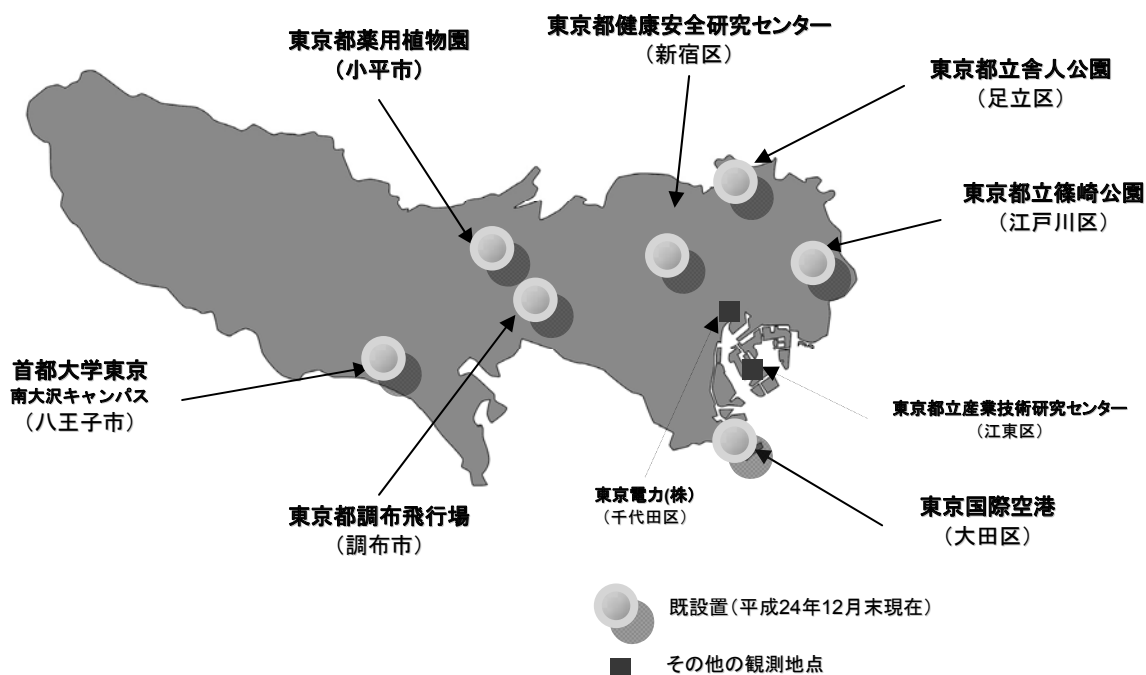 東京都健康安全研究センター
(新宿区)
東京都薬用植物園
(小平市)
東京都立舎人公園
(足立区)
東京都立篠崎公園
(江戸川区)
首都大学東京
南大沢キャンパス
(八王子市)
東京都立産業技術研究センター
(江東区)
東京電力(株)
(千代田区)
東京国際空港
(大田区)
東京都調布飛行場
(調布市)
既設置(平成24年12月末現在)
その他の観測地点